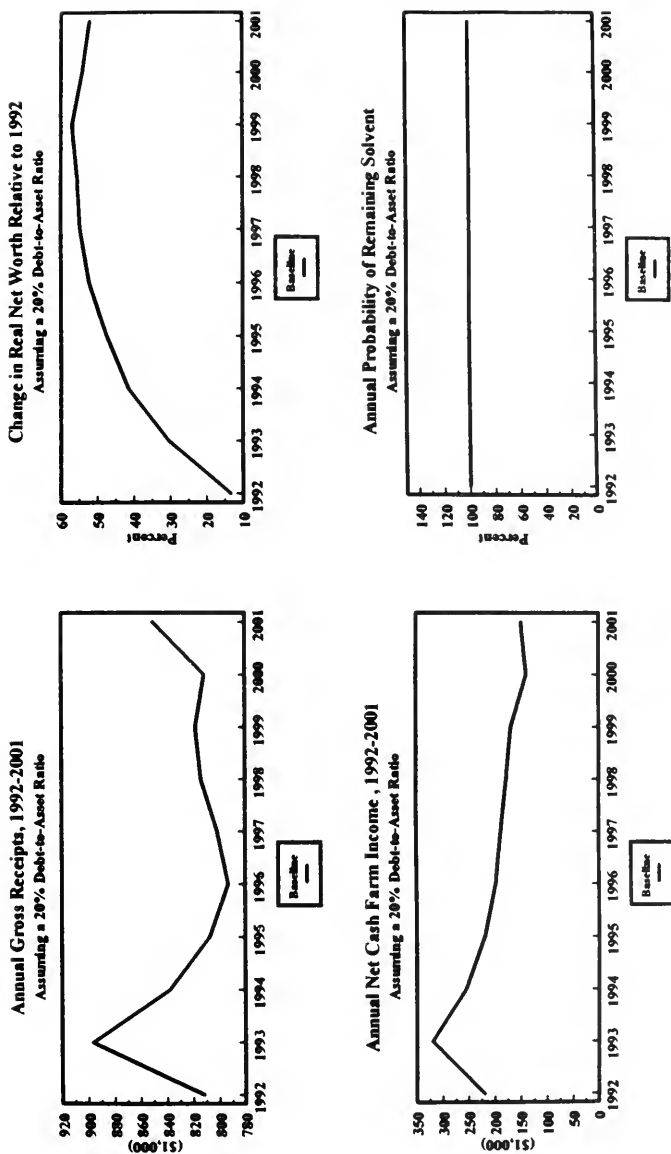 Annual Gross Receipts, 1992-2001
Assuming a 20% Debt-to-Asset Ratio
920
900
880
860
840
820
800
780
($1,000)
1992 1993 1994 1995 1996 1997 1998 1999 2000 2001
Baseline
Change in Real Net Worth Relative to 1992
Assuming a 20% Debt-to-Asset Ratio
60
50
40
30
20
10
Percent
1992 1993 1994 1995 1996 1997 1998 1999 2000 2001
Baseline
Annual Net Cash Farm Income , 1992-2001
Assuming a 20% Debt-to-Asset Ratio
350
300
250
200
150
100
50
0
($1,000)
1992 1993 1994 1995 1996 1997 1998 1999 2000 2001
Baseline
Annual Probability of Remaining Solvent
Assuming a 20% Debt-to-Asset Ratio
140
120
100
80
60
40
20
0
Percent
1992 1993 1994 1995 1996 1997 1998 1999 2000 2001
Baseline